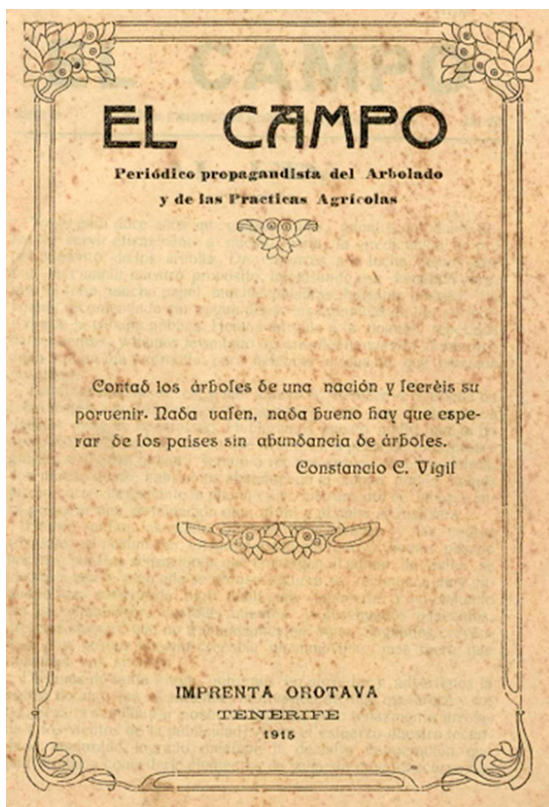 EL CAMPO
Periódico propagandista del Arbolado
y de las Practicas Agrícolas
Contad los árboles de una nación y leerèis su
porvenir. Nada valen, nada bueno hay que espe-
rar de los paises sin abundancia de árboles.
Constancio C. Vigil
IMPRENTA OROTAVA
TENERIFE
1915